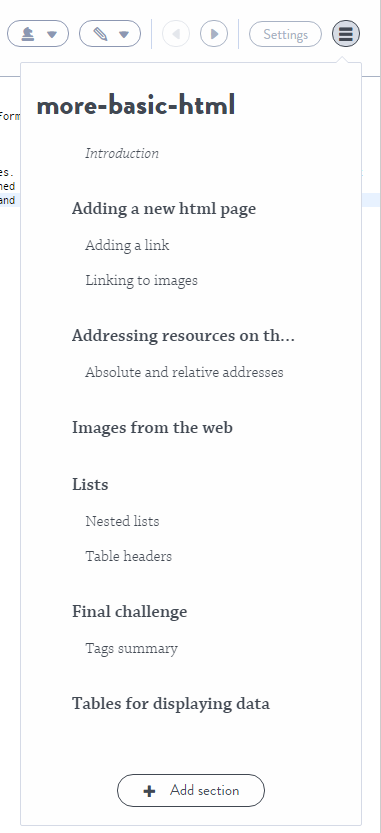 Settings
Form
es.
ned
and
more-basic-html
Introduction
Adding a new html page
Adding a link
Linking to images
Addressing resources on th...
Absolute and relative addresses
Images from the web
Lists
Nested lists
Table headers
Final challenge
Tags summary
Tables for displaying data
Add section